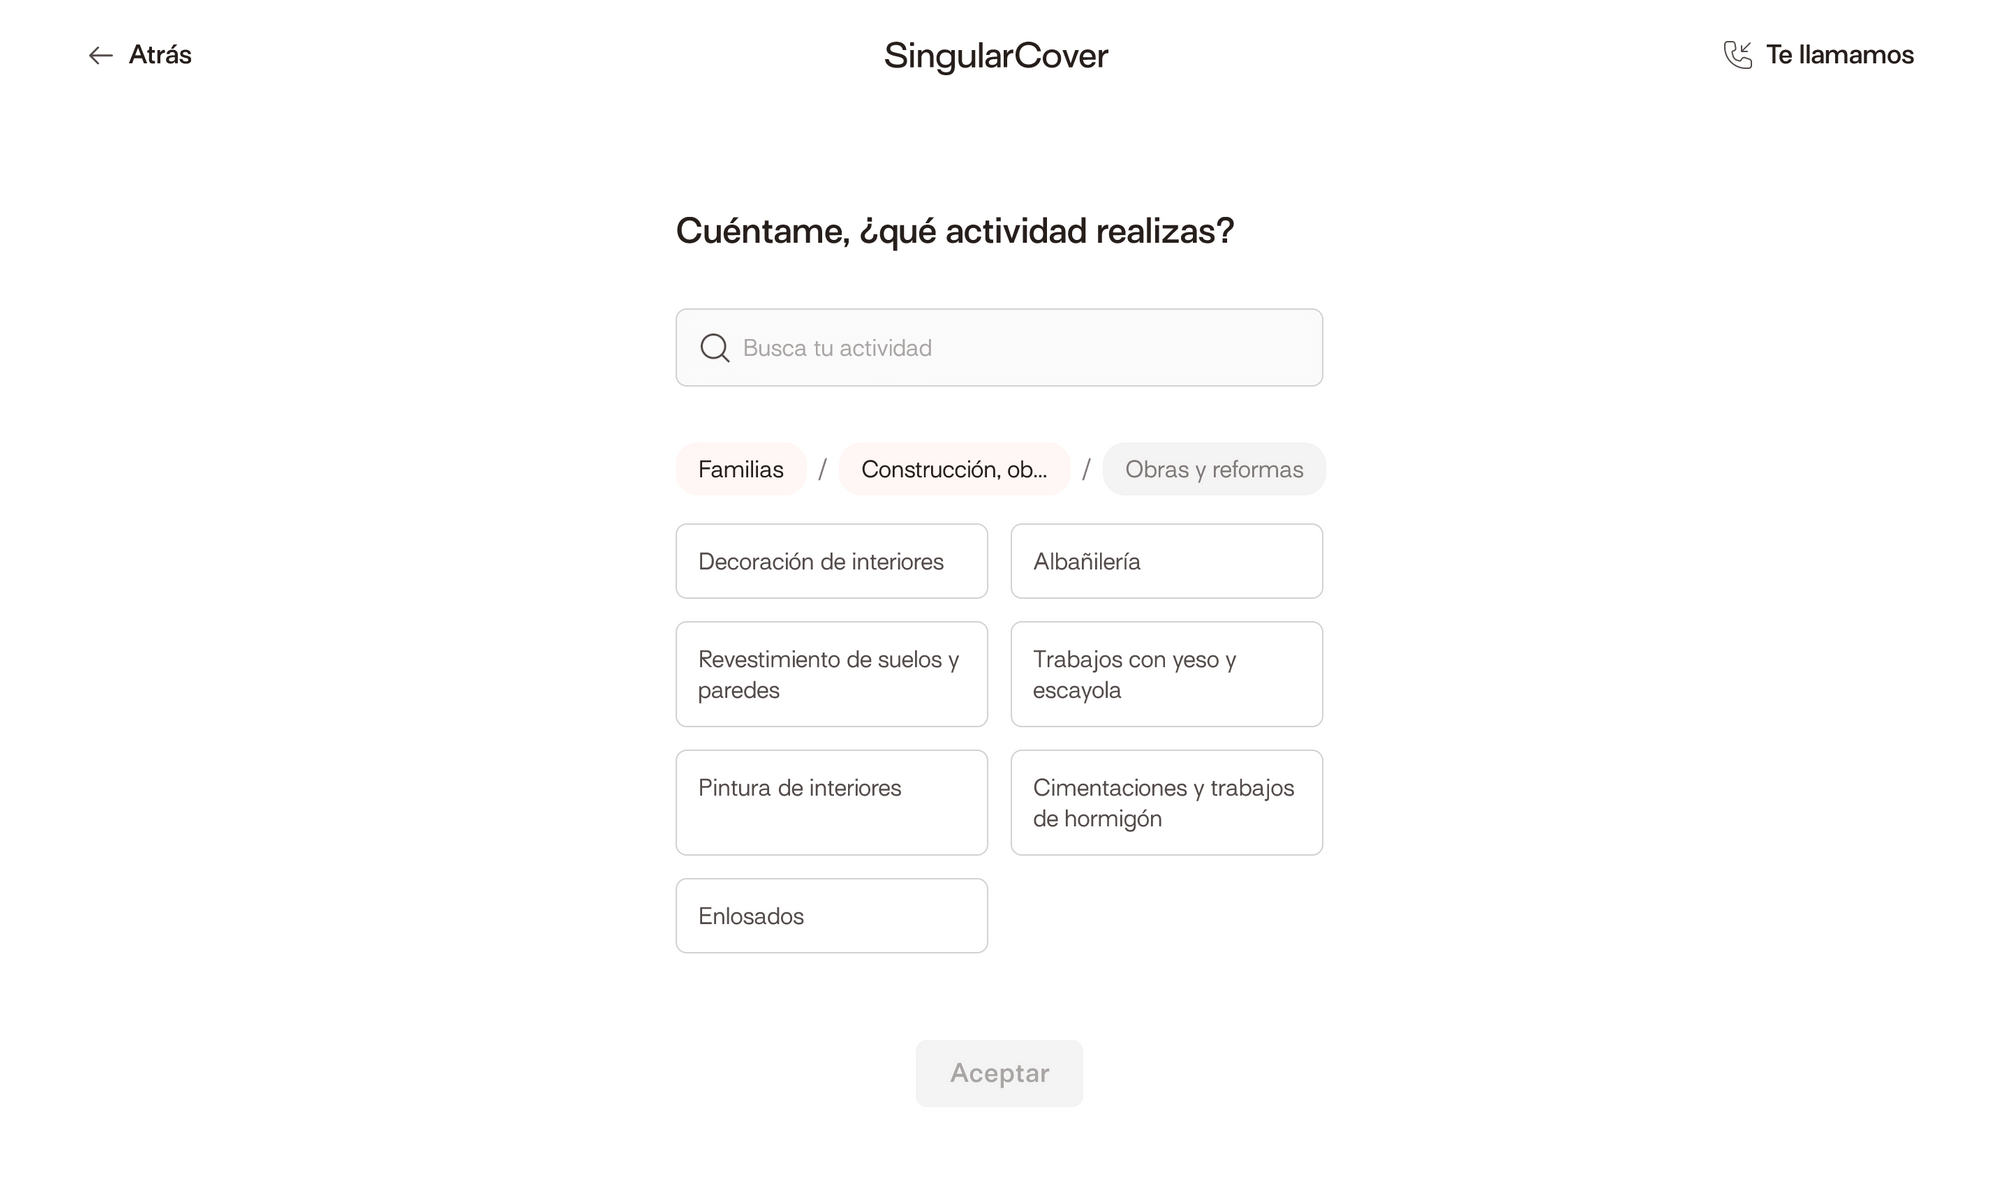 Atrás
SingularCover
Te llamamos
Cuéntame, ¿qué actividad realizas?
Busca tu actividad
Familias / Construcción, ob... / Obras y reformas
Decoración de interiores
Albañilería
Revestimiento de suelos y
paredes
Trabajos con yeso y
escayola
Pintura de interiores
Cimentaciones y trabajos
de hormigón
Enlosados
Aceptar